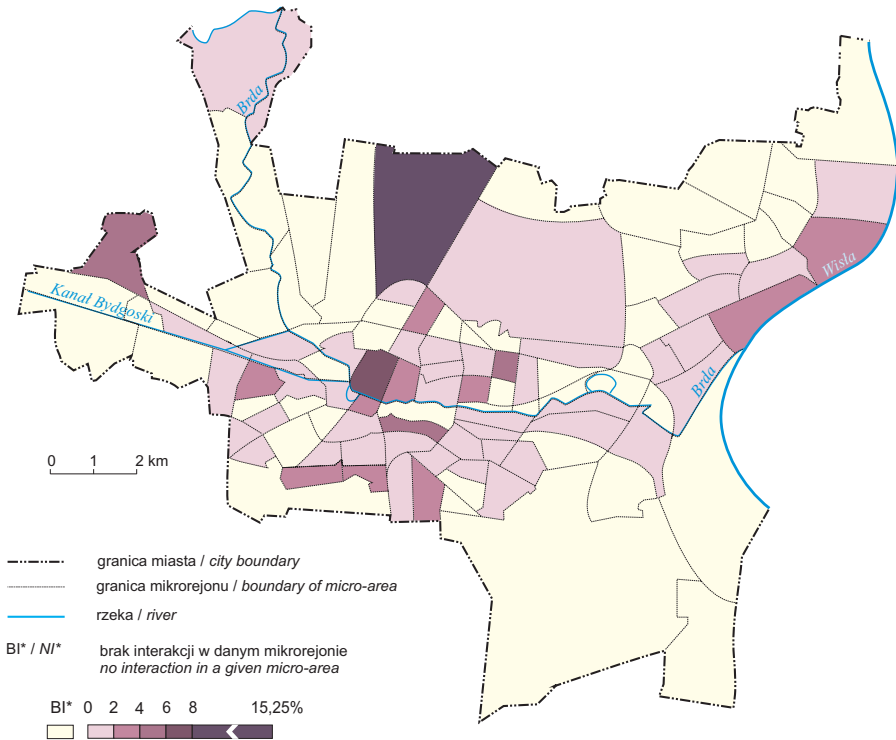 Brda
Kanał Bydgoski
Wisła
Brda
0 1 2 km
granica miasta / city boundary
granica mikrorejonu / boundary of micro-area
rzeka / river
BI* / NI* brak interakcji w danym mikrorejonie
no interaction in a given micro-area
BI* 0 2 4 6 8 15,25%